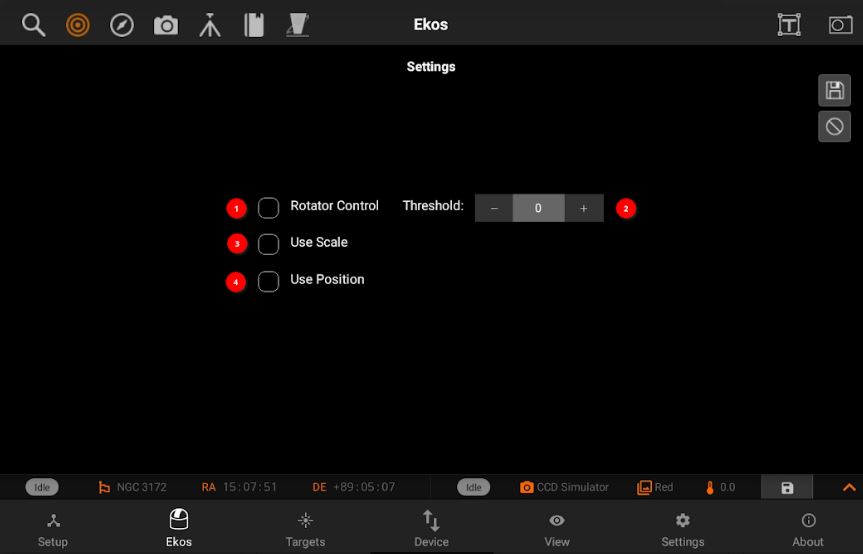 Ekos
T
Settings
1 Rotator Control Threshold: − 0 + 2
3 Use Scale
4 Use Position
Idle NGC 3172 RA 15:07:51 DE +89:05:07 Idle CCD Simulator Red 0.0
Setup Ekos Targets Device View Settings About